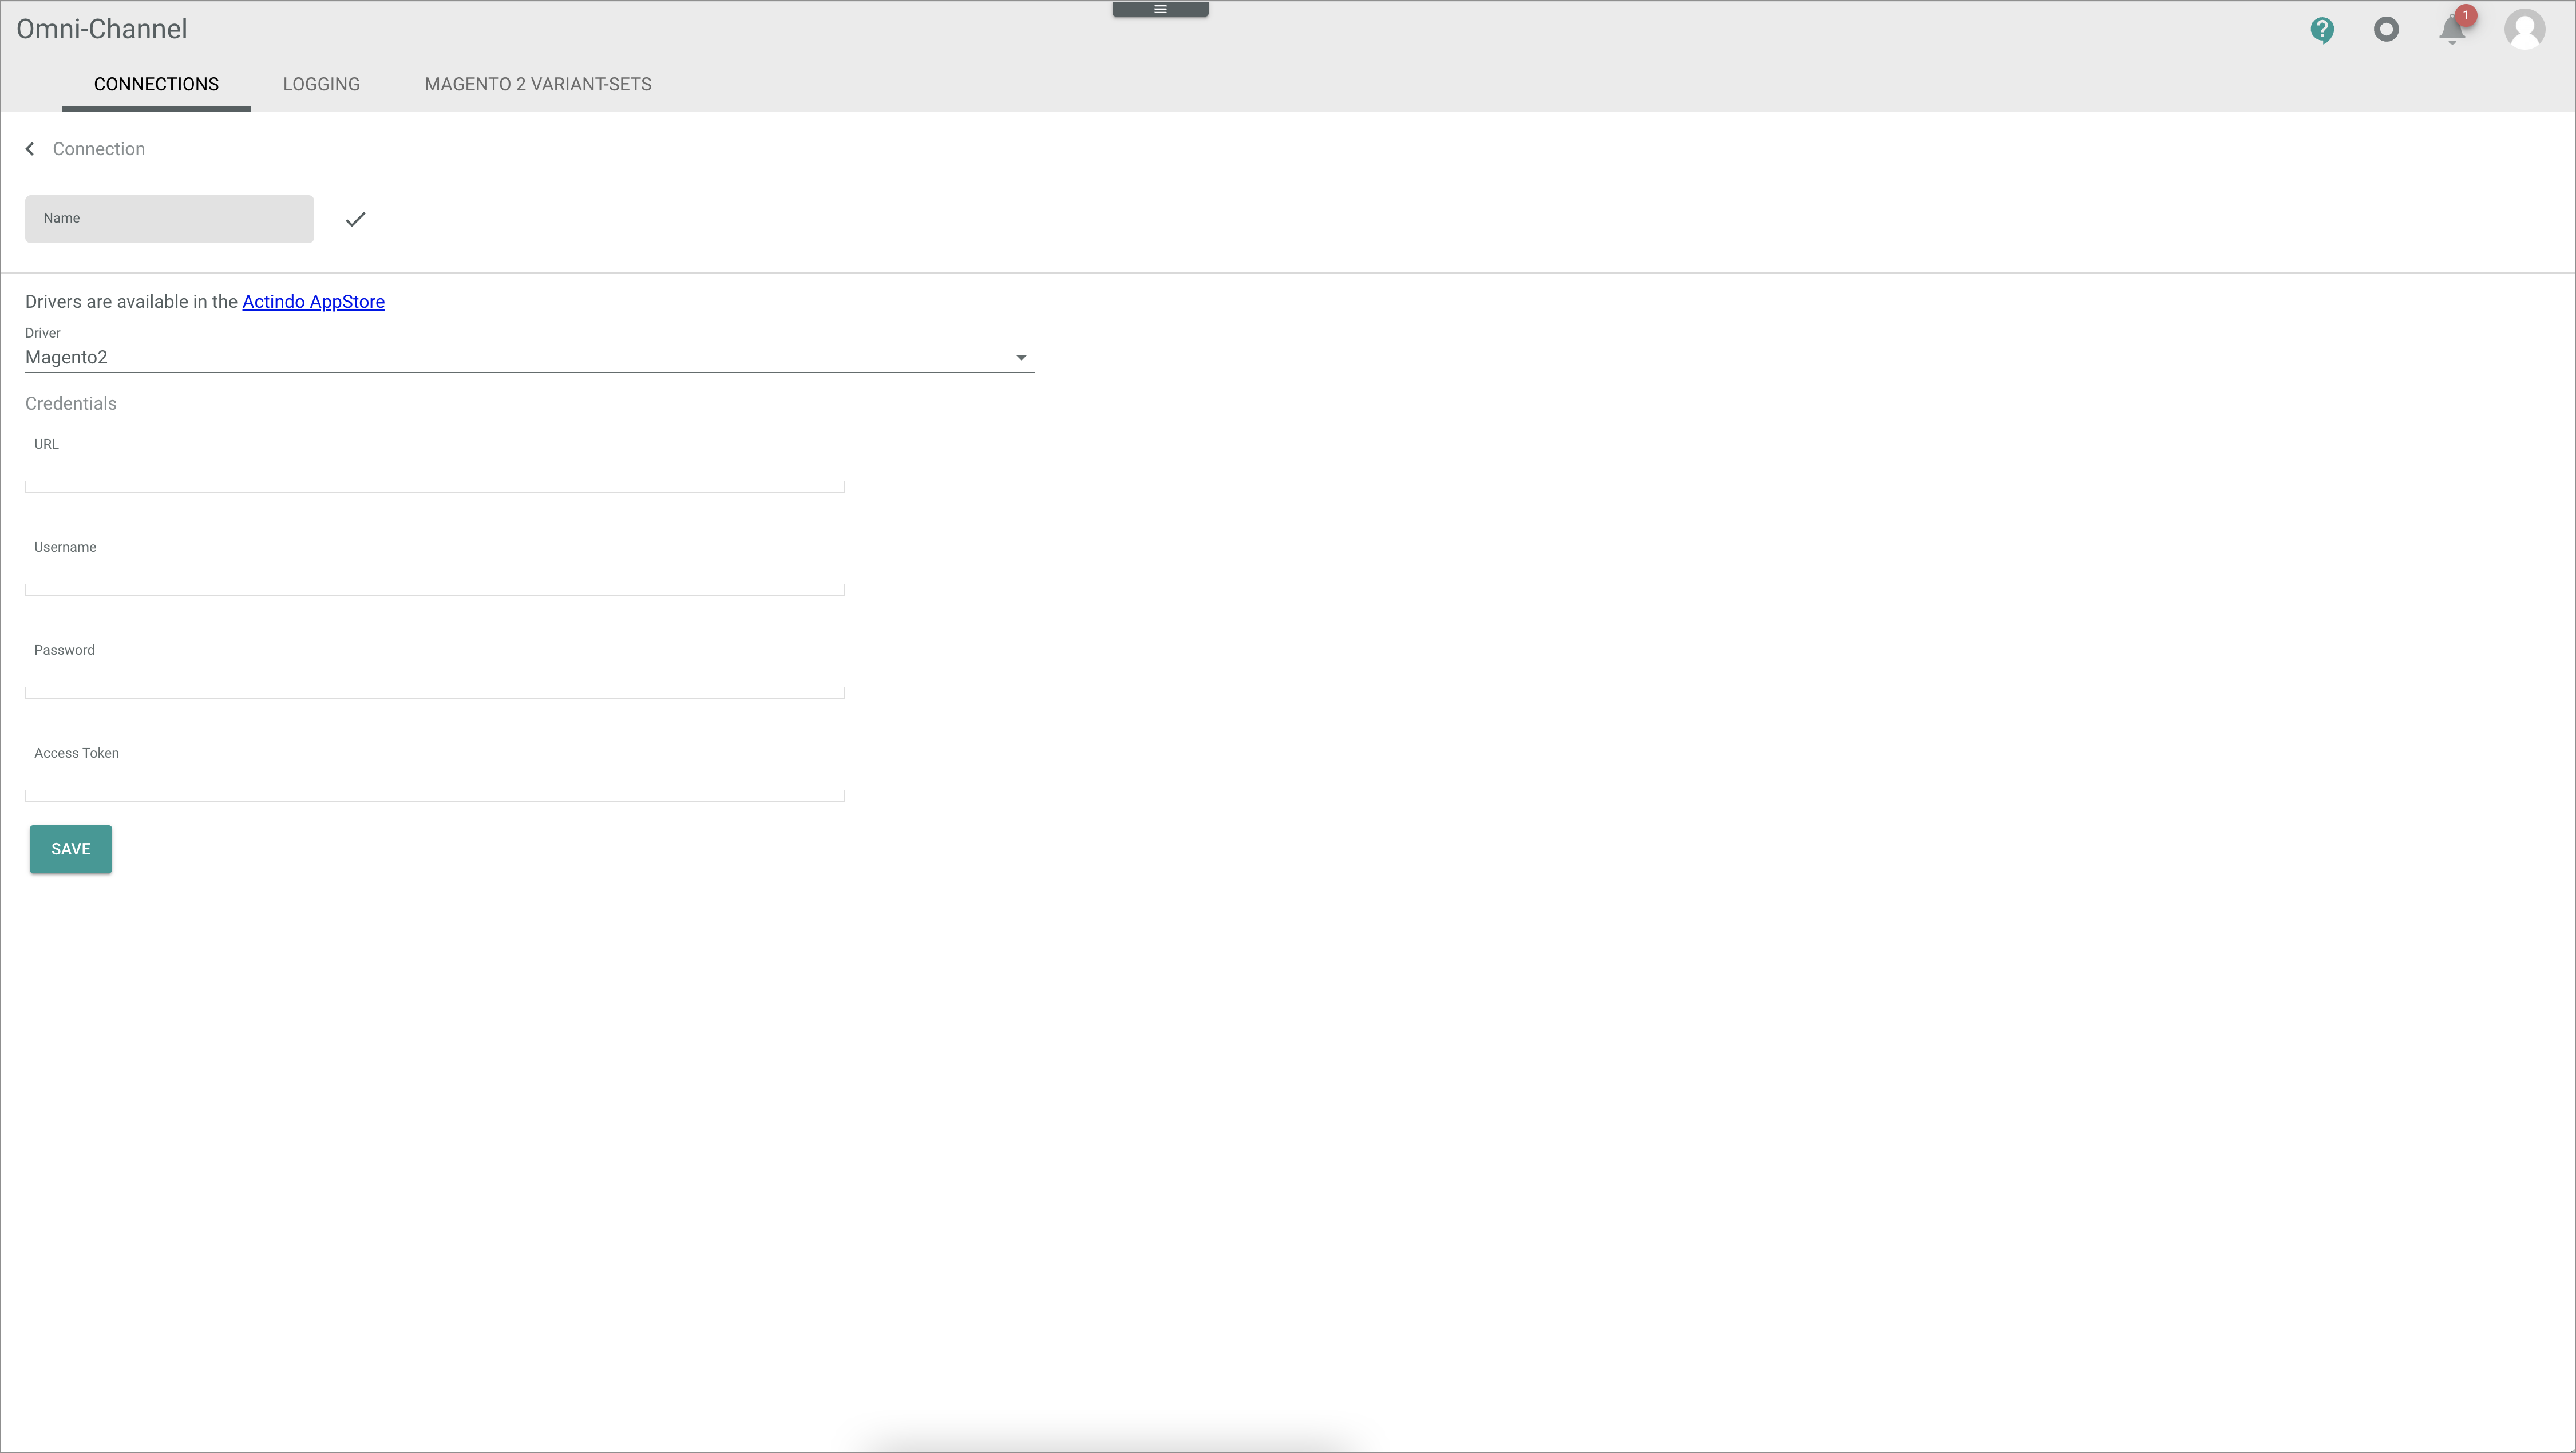 Omni-Channel
1
CONNECTIONS
LOGGING
MAGENTO 2 VARIANT-SETS
Connection
Name
Drivers are available in the Actindo AppStore
Driver
Magento2
Credentials
URL
Username
Password
Access Token
SAVE